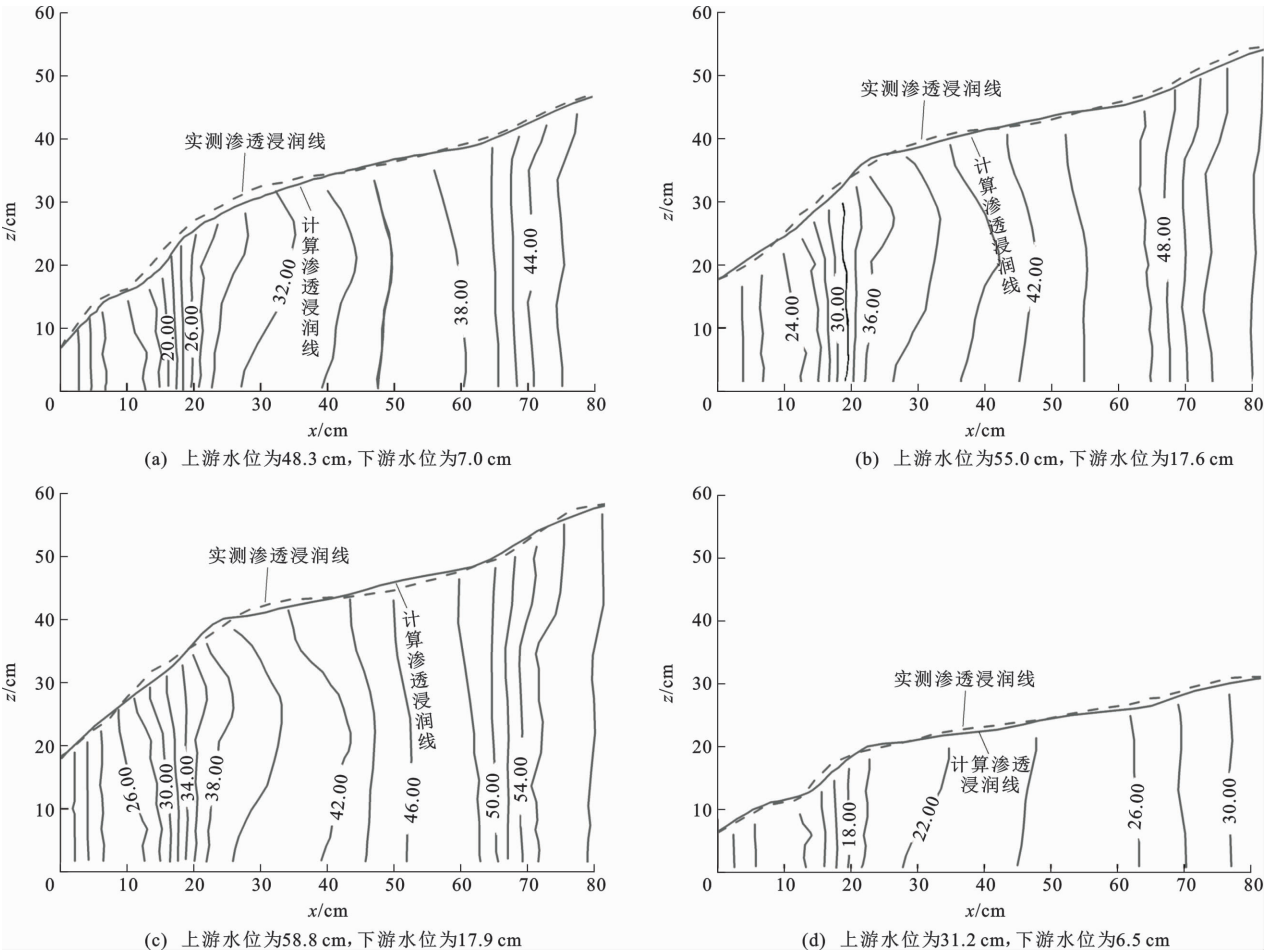 60
50
40
30
20
10
0
z/cm
实测渗透浸润线
计算渗透浸润线
20.00
26.00
32.00
38.00
44.00
10 20 30 40 50 60 70 80
x/cm
(a) 上游水位为48.3 cm，下游水位为7.0 cm
60
50
40
30
20
10
0
z/cm
实测渗透浸润线
计算渗透浸润线
24.00
30.00
36.00
42.00
48.00
10 20 30 40 50 60 70 80
x/cm
(b) 上游水位为55.0 cm，下游水位为17.6 cm
60
50
40
30
20
10
0
z/cm
实测渗透浸润线
计算渗透浸润线
26.00
30.00
34.00
38.00
42.00
46.00
50.00
54.00
10 20 30 40 50 60 70 80
x/cm
(c) 上游水位为58.8 cm，下游水位为17.9 cm
60
50
40
30
20
10
0
z/cm
实测渗透浸润线
计算渗透
浸润线
18.00
22.00
26.00
30.00
10 20 30 40 50 60 70 80
x/cm
(d) 上游水位为31.2 cm，下游水位为6.5 cm